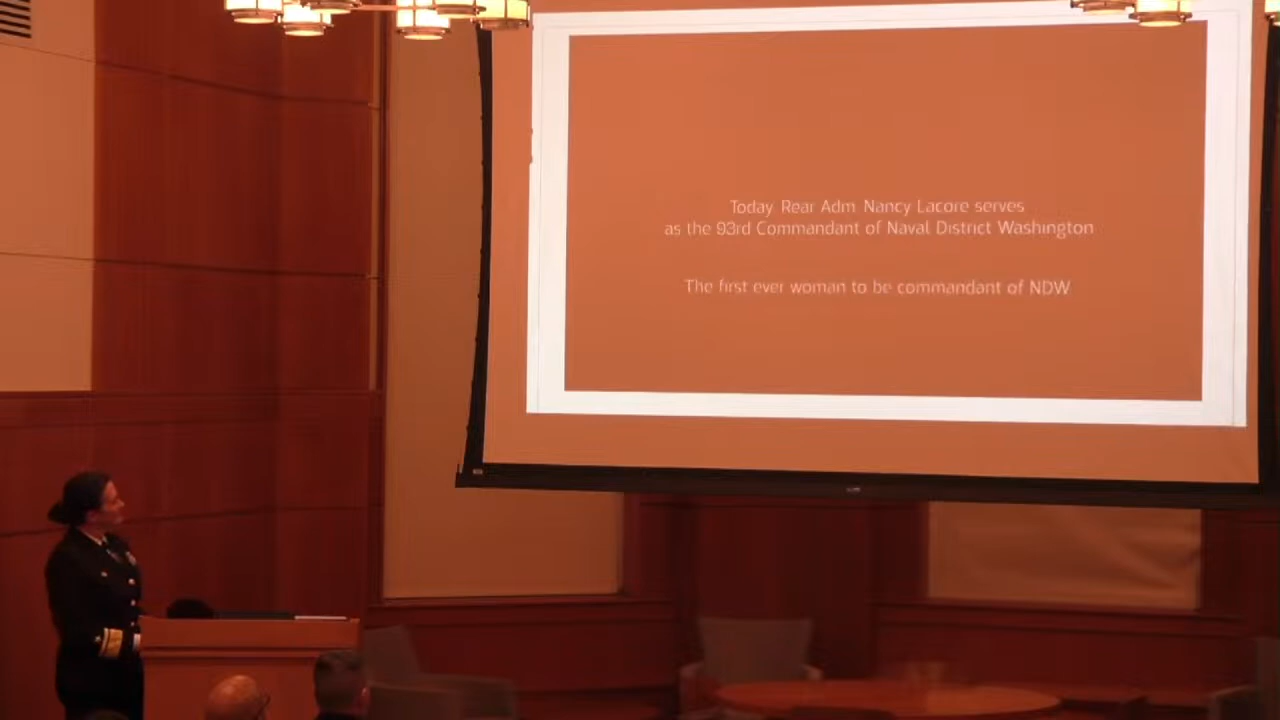 Today Rear Adm Nancy Lacore serves
as the 93rd Commandant of Naval District Washington
The first ever woman to be commandant of NDW